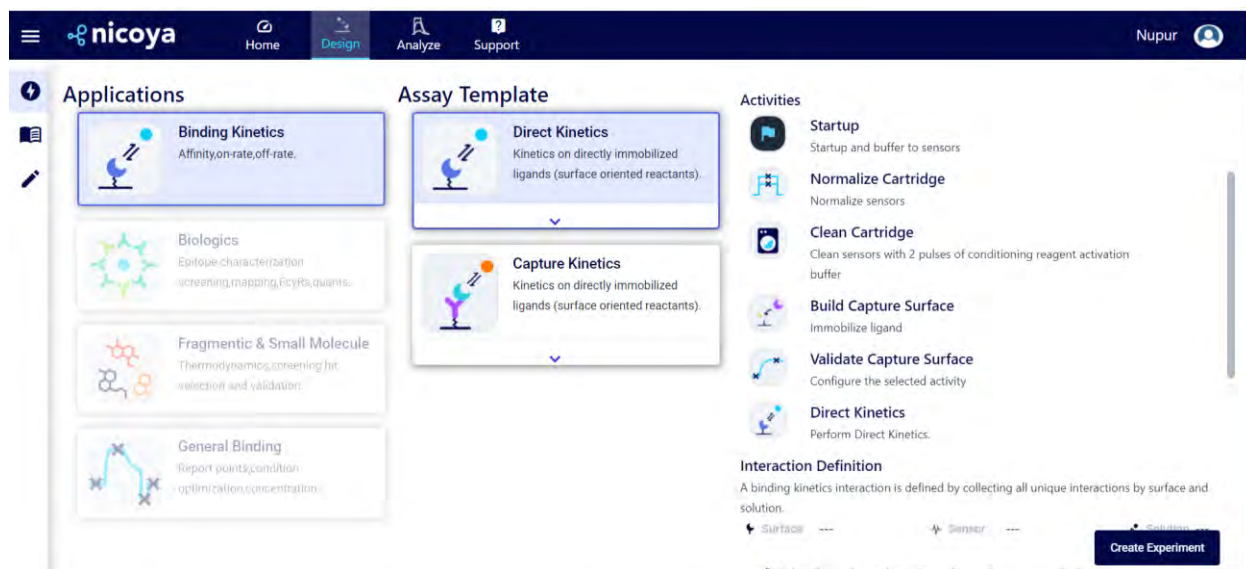 nicoya
Home
Design
Analyze
Support
Nupur
Applications
Binding Kinetics
Affinity,on-rate,off-rate.
Biologics
Epitope characterization
screening,mapping,FcγRs,quants.
Fragmentic & Small Molecule
Thermodynamics,screening hit
selection and validation.
General Binding
Report points,condition
optimization,concentration.
Assay Template
Direct Kinetics
Kinetics on directly immobilized
ligands (surface oriented reactants).
Capture Kinetics
Kinetics on directly immobilized
ligands (surface oriented reactants).
Activities
Startup
Startup and buffer to sensors
Normalize Cartridge
Normalize sensors
Clean Cartridge
Clean sensors with 2 pulses of conditioning reagent activation
buffer
Build Capture Surface
Immobilize ligand
Validate Capture Surface
Configure the selected activity
Direct Kinetics
Perform Direct Kinetics.
Interaction Definition
A binding kinetics interaction is defined by collecting all unique interactions by surface and
solution.
Surface --- Sensor --- Solution ---
Create Experiment